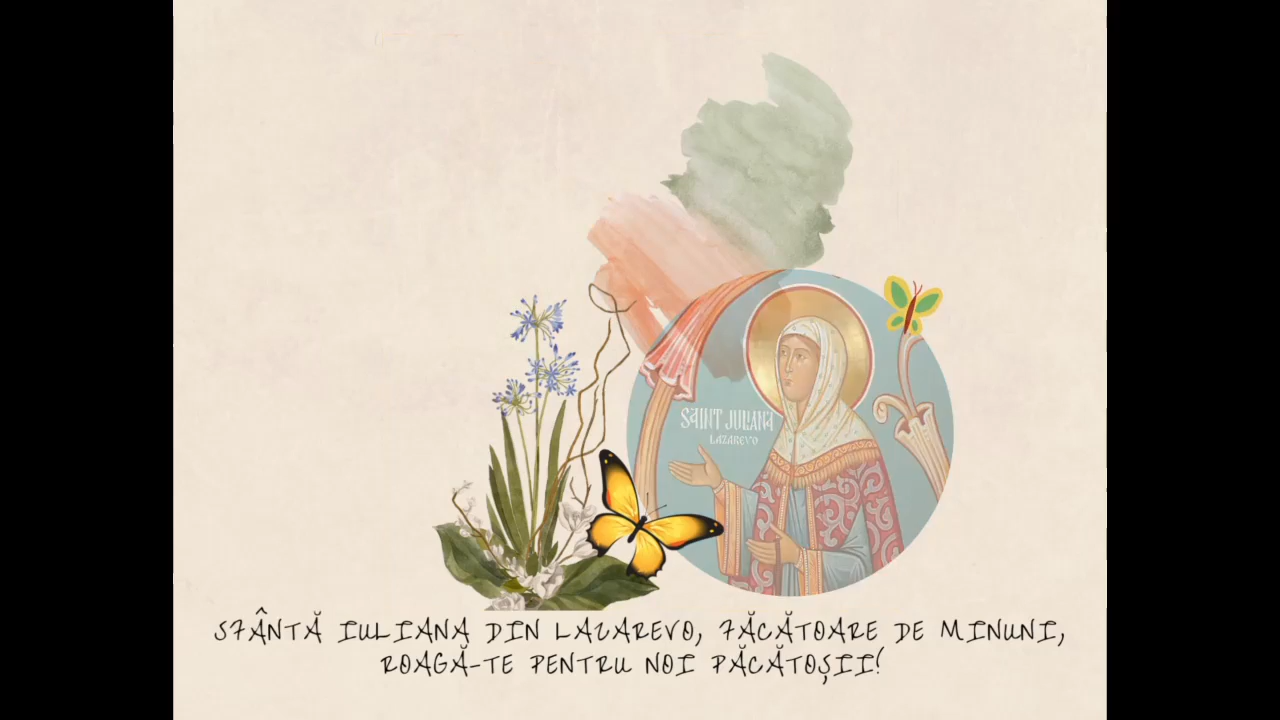 SAINT JULIANA
LAZAREVO
SFÂNTĂ IULIANA DIN LAZAREVO, FĂCĂTOARE DE MINUNI,
ROAGĂ-TE PENTRU NOI PĂCĂTOȘII!